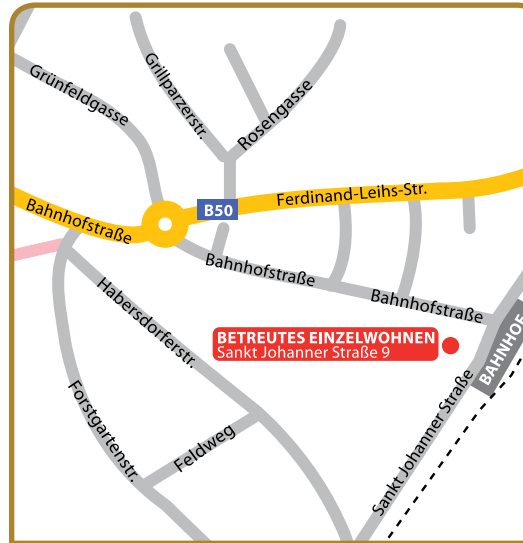 Grünfeldgasse
Grillparzerstr.
Rosengasse
Ferdinand-Leihs-Str.
B50
Bahnhofstraße
Bahnhofstraße
Bahnhofstraße
Habersdorferstr.
BETREUTES EINZELWOHNEN
Sankt Johanner Straße 9
BAHNHOF
Forstgartenstr.
Feldweg
Sankt Johanner Straße